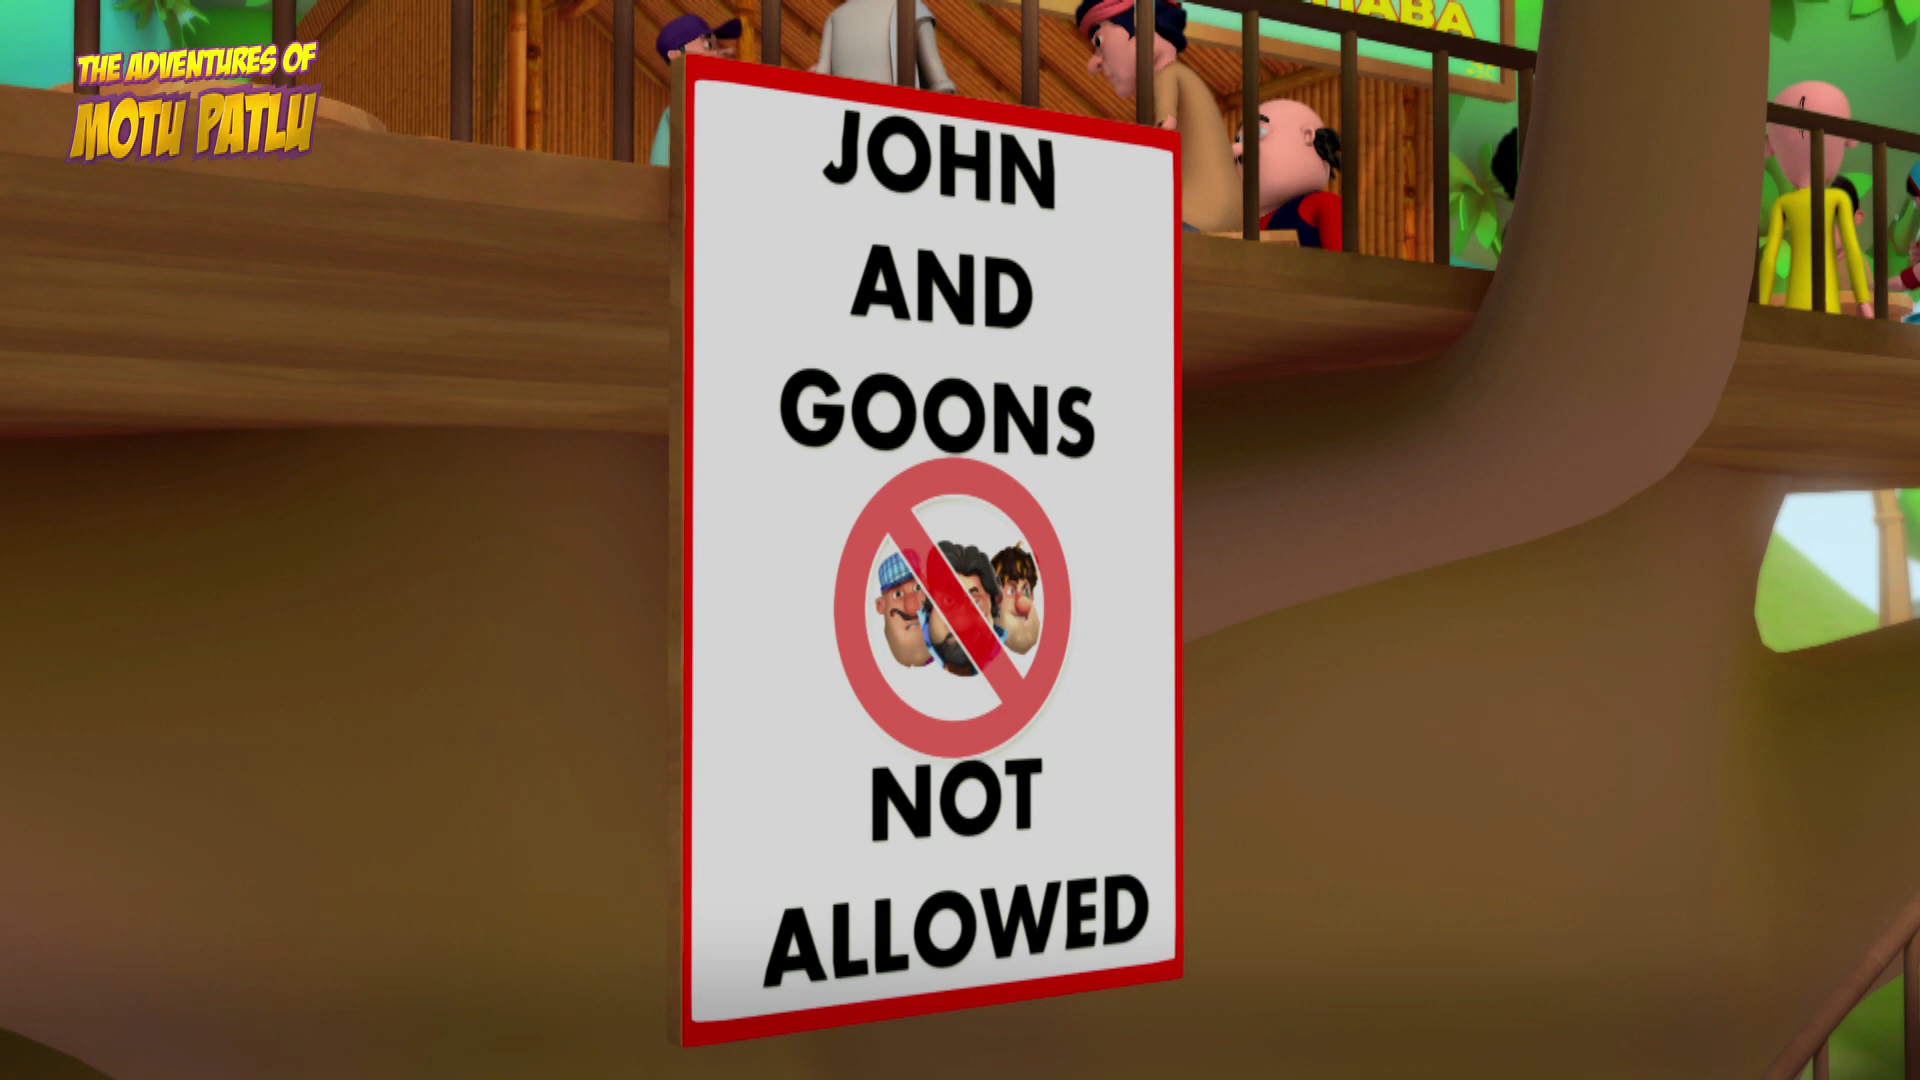 THE ADVENTURES OF
MOTU PATLU
JOHN
AND
GOONS
NOT
ALLOWED